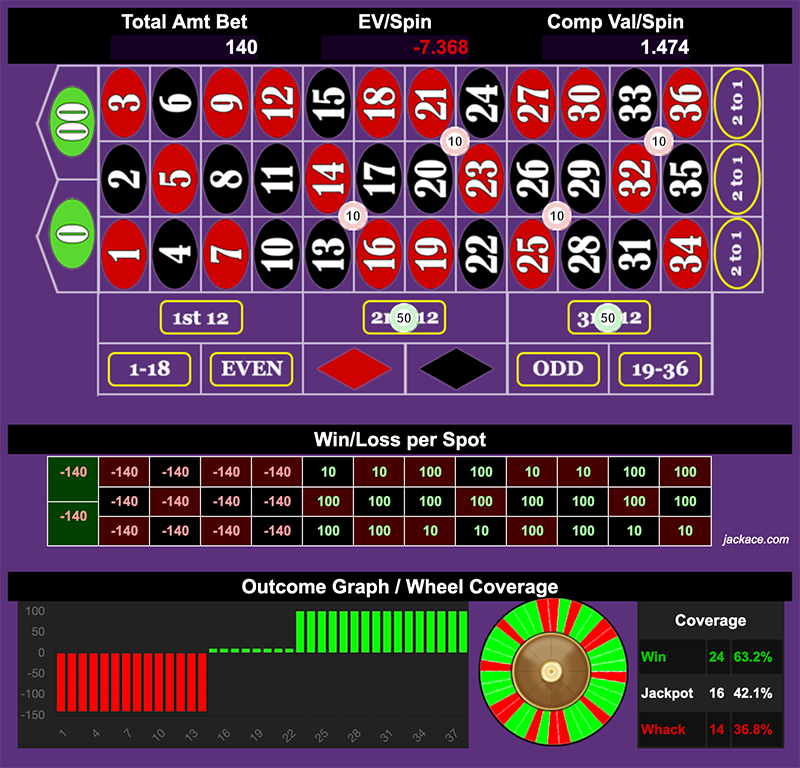 Total Amt Bet EV/Spin Comp Val/Spin
140 -7.368 1.474
00 3 6 9 12 15 18 21 24 27 30 33 36 2 to 1
10 10
2 5 8 11 14 17 20 23 26 29 32 35 2 to 1
10 10
0 1 4 7 10 13 16 19 22 25 28 31 34 2 to 1
1st 12 2 50 12 3 50 12
1-18 EVEN ODD 19-36
Win/Loss per Spot
-140 -140 -140 -140 -140 10 10 100 100 10 10 100 100
-140 -140 -140 -140 100 100 100 100 100 100 100 100
-140 -140 -140 -140 -140 100 100 10 10 100 100 10 10
jackace.com
Outcome Graph / Wheel Coverage
100
50
0
-50
-100
-150
1 4 7 10 13 16 19 22 25 28 31 34 37
Coverage
Win 24 63.2%
Jackpot 16 42.1%
Whack 14 36.8%